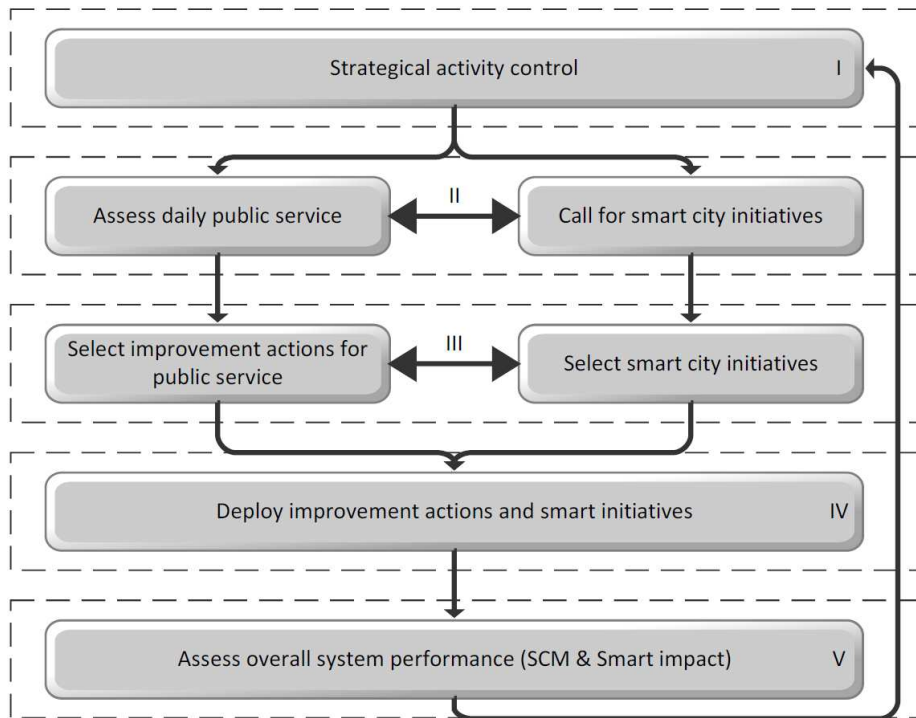 Strategical activity control I
Assess daily public service
II
Call for smart city initiatives
Select improvement actions for
public service
III
Select smart city initiatives
Deploy improvement actions and smart initiatives IV
Assess overall system performance (SCM & Smart impact) V